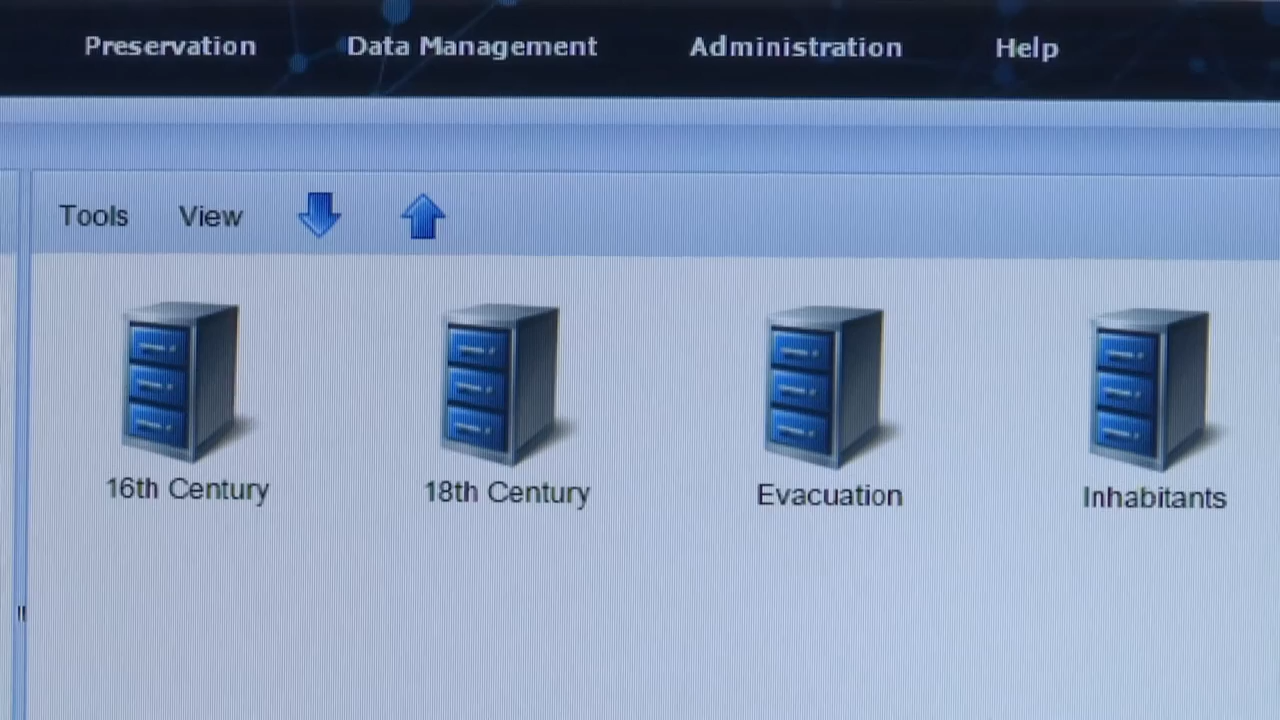 Preservation Data Management Administration Help
Tools View
16th Century 18th Century Evacuation Inhabitants